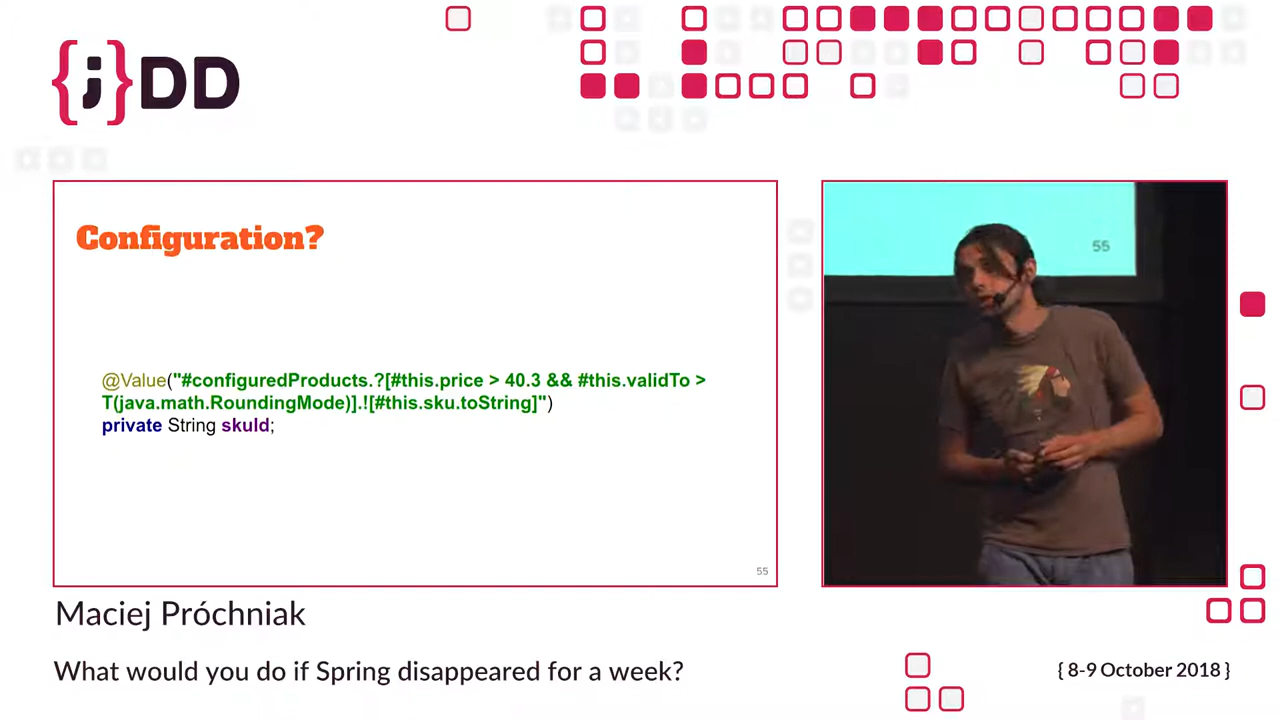 {j}DD
Configuration?
@Value("#configuredProducts.?[#this.price > 40.3 && #this.validTo >
T(java.math.RoundingMode)].![#this.sku.toString]")
private String skuId;
55
55
Maciej Próchniak
What would you do if Spring disappeared for a week?
{ 8-9 October 2018 }